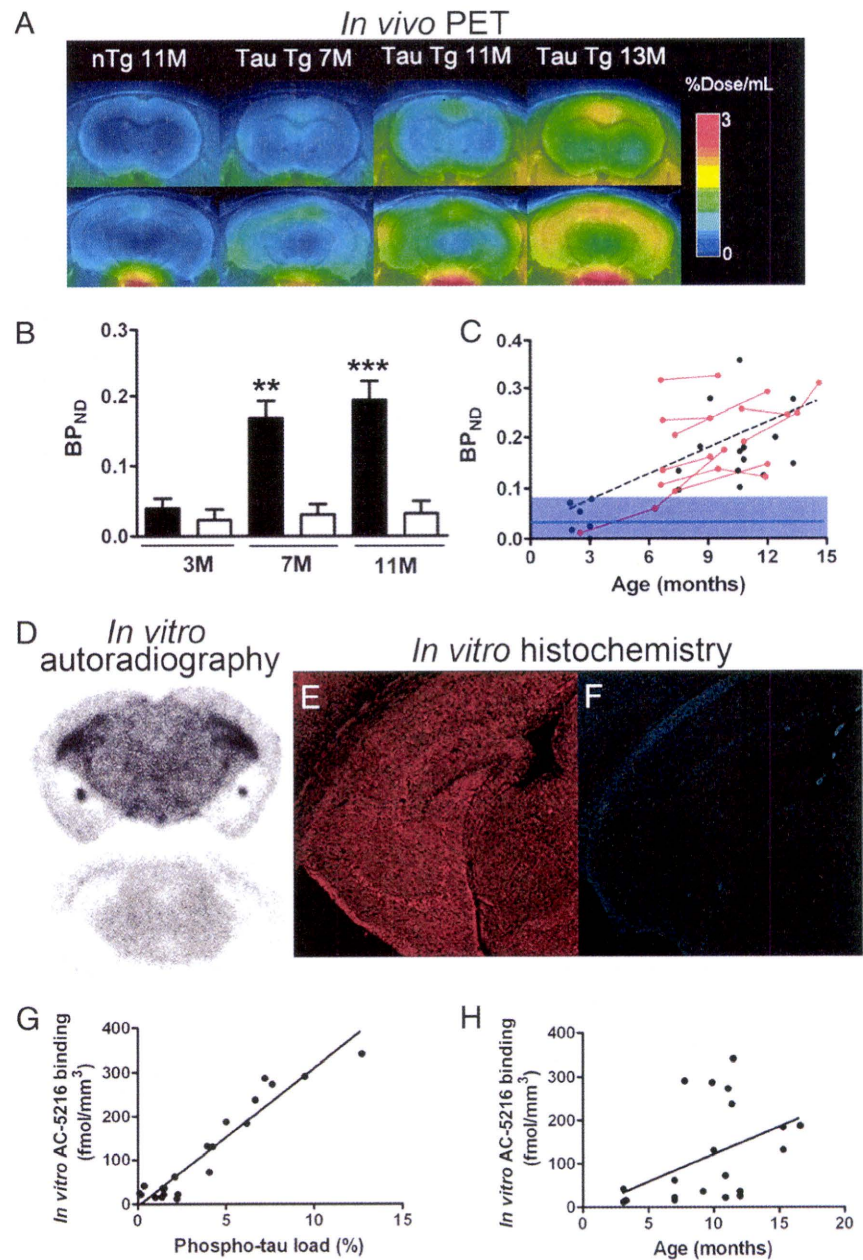 A
In vivo PET
nTg 11M Tau Tg 7M Tau Tg 11M Tau Tg 13M
%Dose/mL
3
0
B
BPND
0.3
0.2
0.1
0.0
** ***
3M 7M 11M
C
BPND
0.4
0.3
0.2
0.1
0.0
0 3 6 9 12 15
Age (months)
D
In vitro
autoradiography
In vitro histochemistry
E
F
G
In vitro AC-5216 binding
(fmol/mm³)
400
300
200
100
0
0 5 10 15
Phospho-tau load (%)
H
In vitro AC-5216 binding
(fmol/mm³)
400
300
200
100
0
0 5 10 15 20
Age (months)